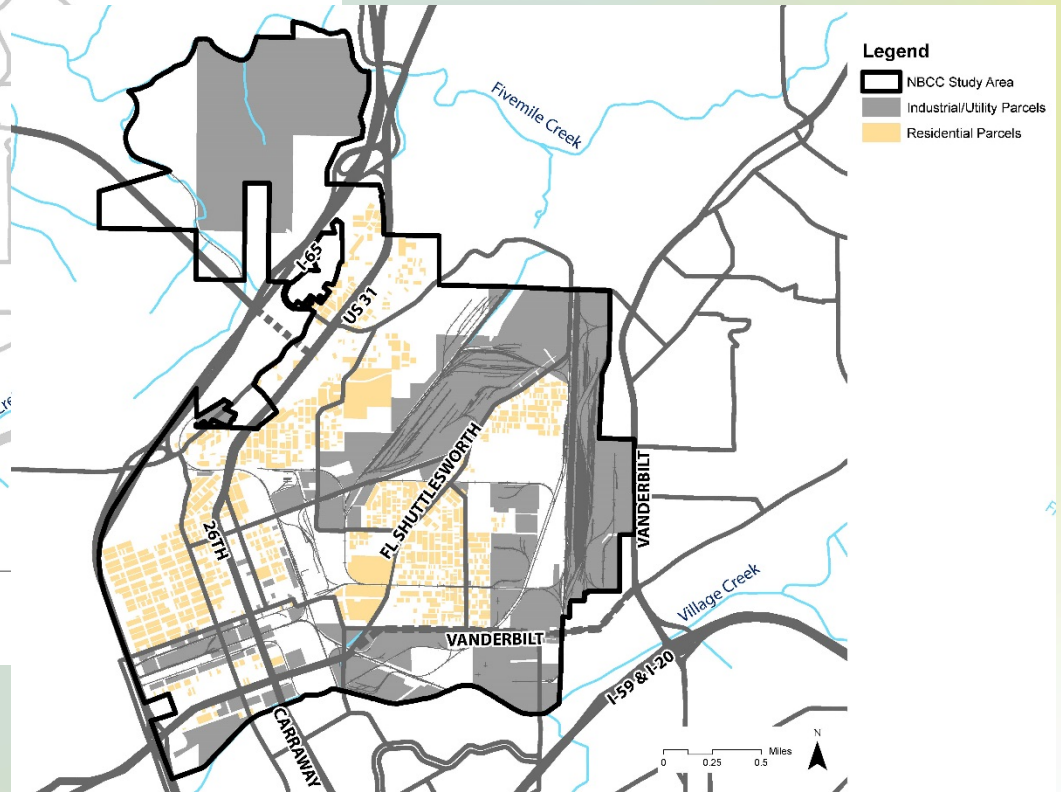 Legend
NBCC Study Area
Industrial/Utility Parcels
Residential Parcels
Fivemile Creek
I-65
US 31
FL SHUTTLESWORTH
VANDERBILT
26TH
Village Creek
VANDERBILT
I-59 & I-20
CARRAWAY
N
Miles
0 0.25 0.5